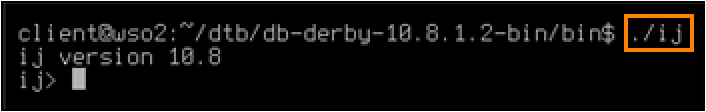 client@wso2:~/dtb/db-derby-10.8.1.2-bin/bin$ ./ij
ij version 10.8
ij>